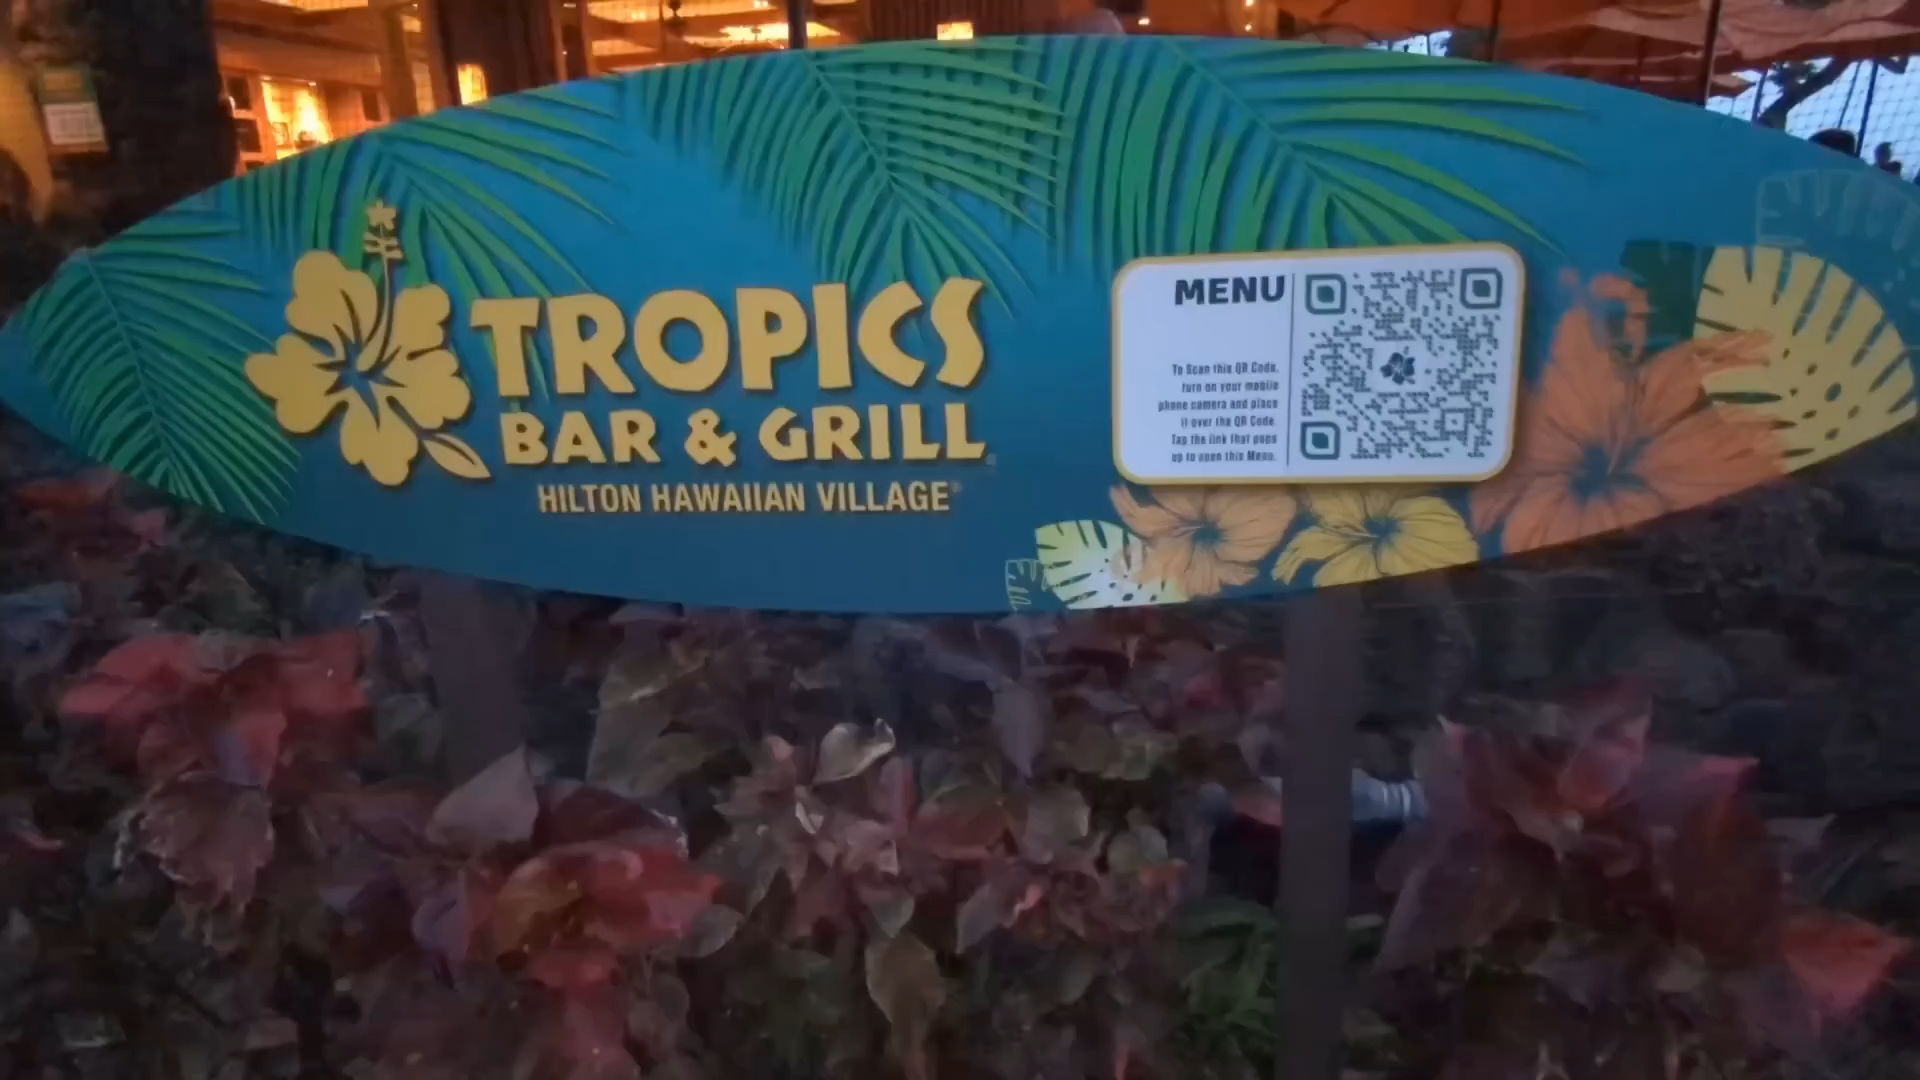 TROPICS
BAR & GRILL
HILTON HAWAIIAN VILLAGE®
MENU
To Scan this QR Code,
turn on your mobile
phone camera and place
it over the QR Code.
Tap the link that pops
up to open this Menu.